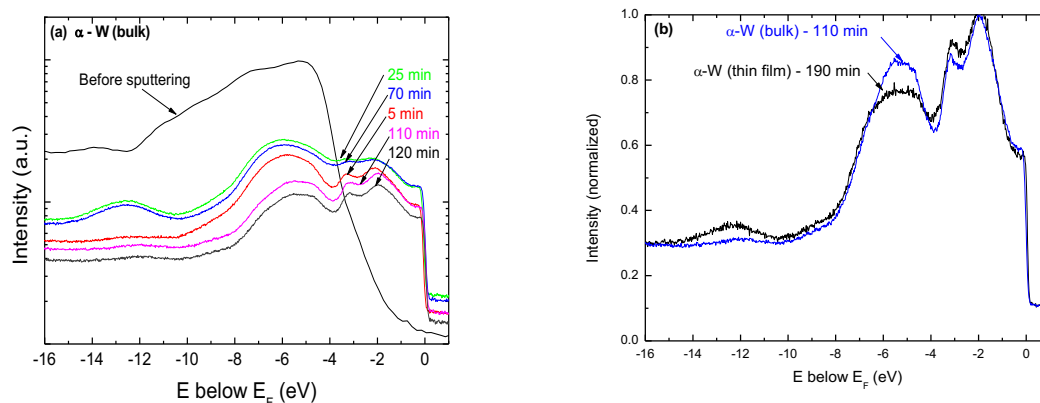 (a) α - W (bulk)
Before sputtering
25 min
70 min
5 min
110 min
120 min
Intensity (a.u.)
-16 -14 -12 -10 -8 -6 -4 -2 0
E below E_F (eV)
(b)
α-W (bulk) - 110 min
α-W (thin film) - 190 min
Intensity (normalized)
1.0
0.8
0.6
0.4
0.2
0.0
-16 -14 -12 -10 -8 -6 -4 -2 0
E below E_F (eV)